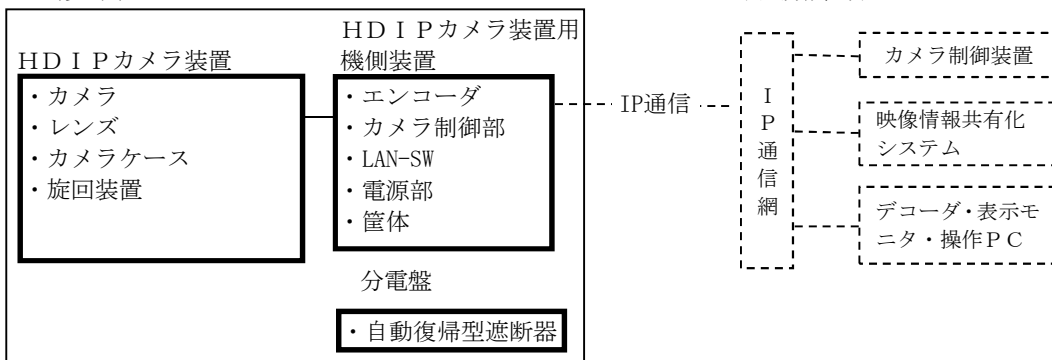 HDIPカメラ装置
・カメラ
・レンズ
・カメラケース
・旋回装置
HDIPカメラ装置用
機側装置
・エンコーダ
・カメラ制御部
・LAN-SW
・電源部
・筐体
分電盤
・自動復帰型遮断器
IP通信
IP通信網
カメラ制御装置
映像情報共有化
システム
デコーダ・表示モ
ニタ・操作PC